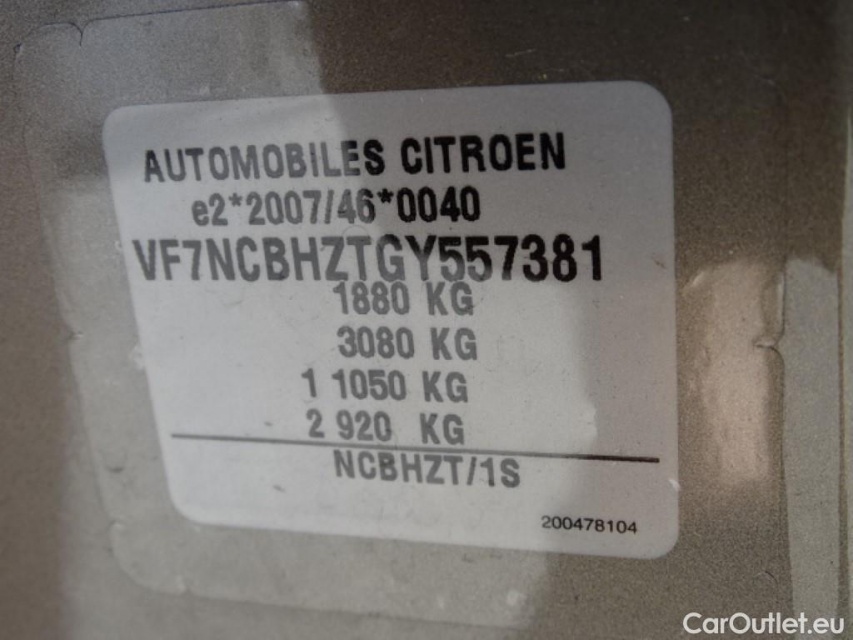 AUTOMOBILES CITROEN
e2*2007/46*0040
VF7NCBHZTGY557381
1880 KG
3080 KG
1 1050 KG
2 920 KG
NCBHZT/1S
200478104
CarOutlet.eu